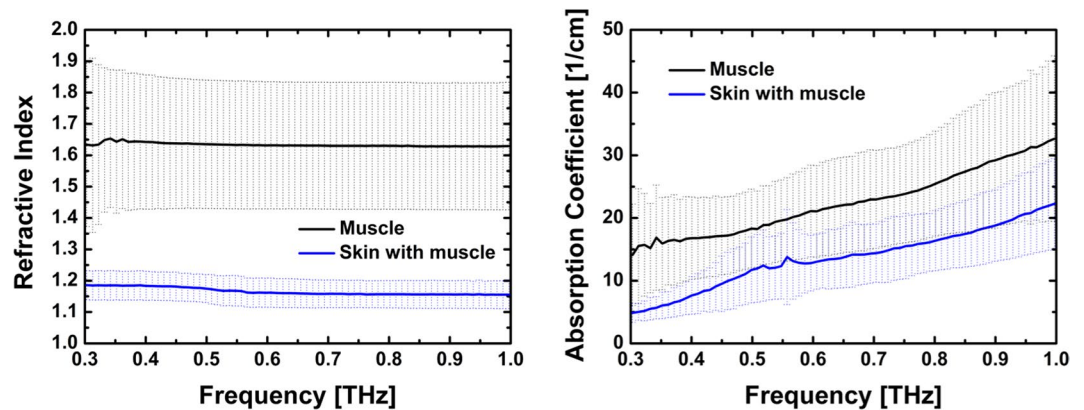 2.0
1.9
1.8
1.7
1.6
1.5
1.4
1.3
1.2
1.1
1.0
Refractive Index
Muscle
Skin with muscle
0.3 0.4 0.5 0.6 0.7 0.8 0.9 1.0
Frequency [THz]
50
40
30
20
10
0
Absorption Coefficient [1/cm]
Muscle
Skin with muscle
0.3 0.4 0.5 0.6 0.7 0.8 0.9 1.0
Frequency [THz]